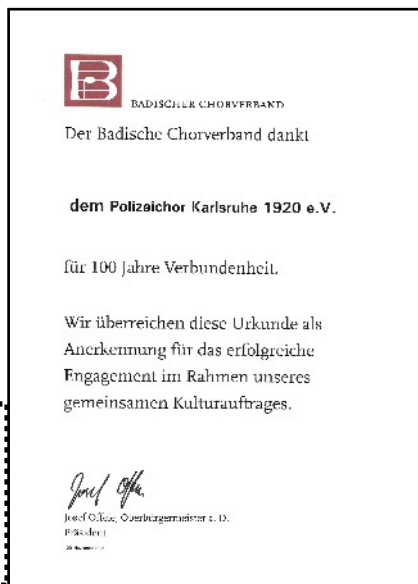 BADISCHER CHORVERBAND
Der Badische Chorverband dankt
dem Polizeichor Karlsruhe 1920 e.V.
für 100 Jahre Verbundenheit.
Wir überreichen diese Urkunde als
Anerkennung für das erfolgreiche
Engagement im Rahmen unseres
gemeinsamen Kulturauftrages.
Josef Offele, Oberbürgermeister a. D.
Präsident